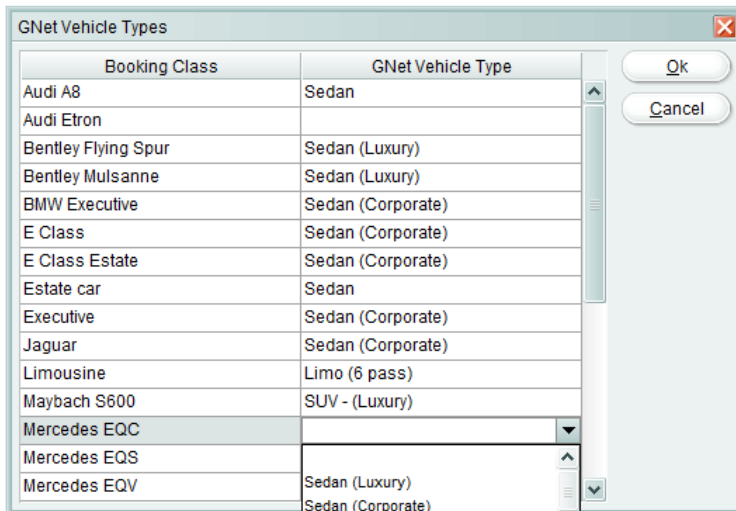 GNet Vehicle Types
Booking Class GNet Vehicle Type
Ok
Audi A8 Sedan
Cancel
Audi Etron
Bentley Flying Spur Sedan (Luxury)
Bentley Mulsanne Sedan (Luxury)
BMW Executive Sedan (Corporate)
E Class Sedan (Corporate)
E Class Estate Sedan (Corporate)
Estate car Sedan
Executive Sedan (Corporate)
Jaguar Sedan (Corporate)
Limousine Limo (6 pass)
Maybach S600 SUV - (Luxury)
Mercedes EQC
Mercedes EQS
Mercedes EQV Sedan (Luxury)
Sedan (Corporate)